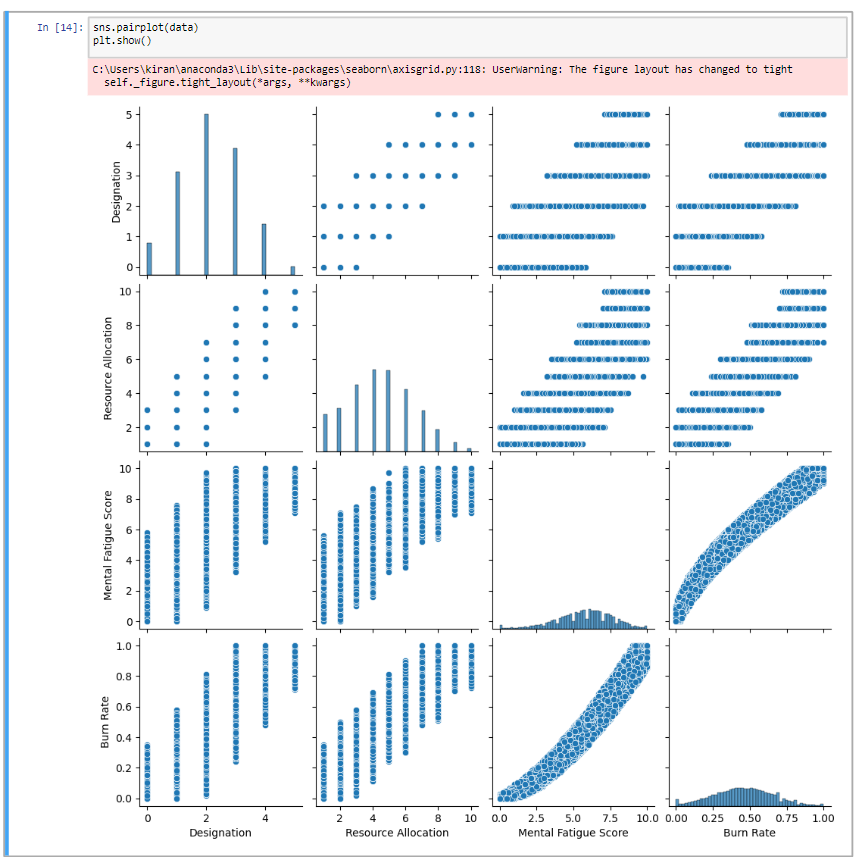 In [14]: sns.pairplot(data)
plt.show()
C:\Users\kiran\anaconda3\Lib\site-packages\seaborn\axisgrid.py:118: UserWarning: The figure layout has changed to tight
self._figure.tight_layout(*args, **kwargs)
5
4
3
2
1
0
Designation
10
8
6
4
2
Resource Allocation
10
8
6
4
2
0
Mental Fatigue Score
1.0
0.8
0.6
0.4
0.2
0.0
Burn Rate
0 2 4 2 4 6 8 10 0.0 2.5 5.0 7.5 10.0 0.00 0.25 0.50 0.75 1.00
Designation Resource Allocation Mental Fatigue Score Burn Rate